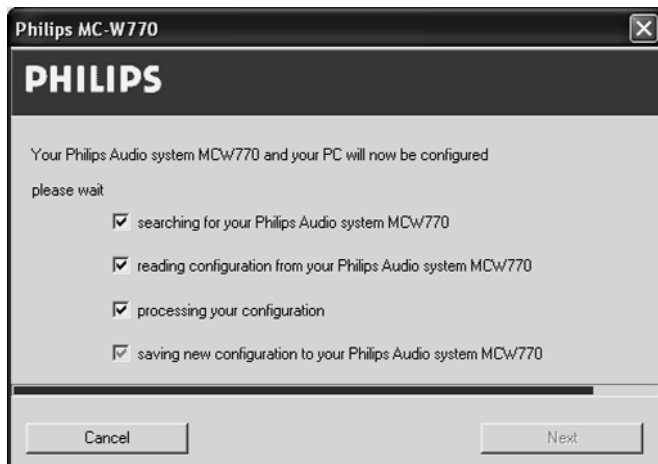 Philips MC-W770
PHILIPS
Your Philips Audio system MCW770 and your PC will now be configured
please wait
searching for your Philips Audio system MCW770
reading configuration from your Philips Audio system MCW770
processing your configuration
saving new configuration to your Philips Audio system MCW770
Cancel
Next